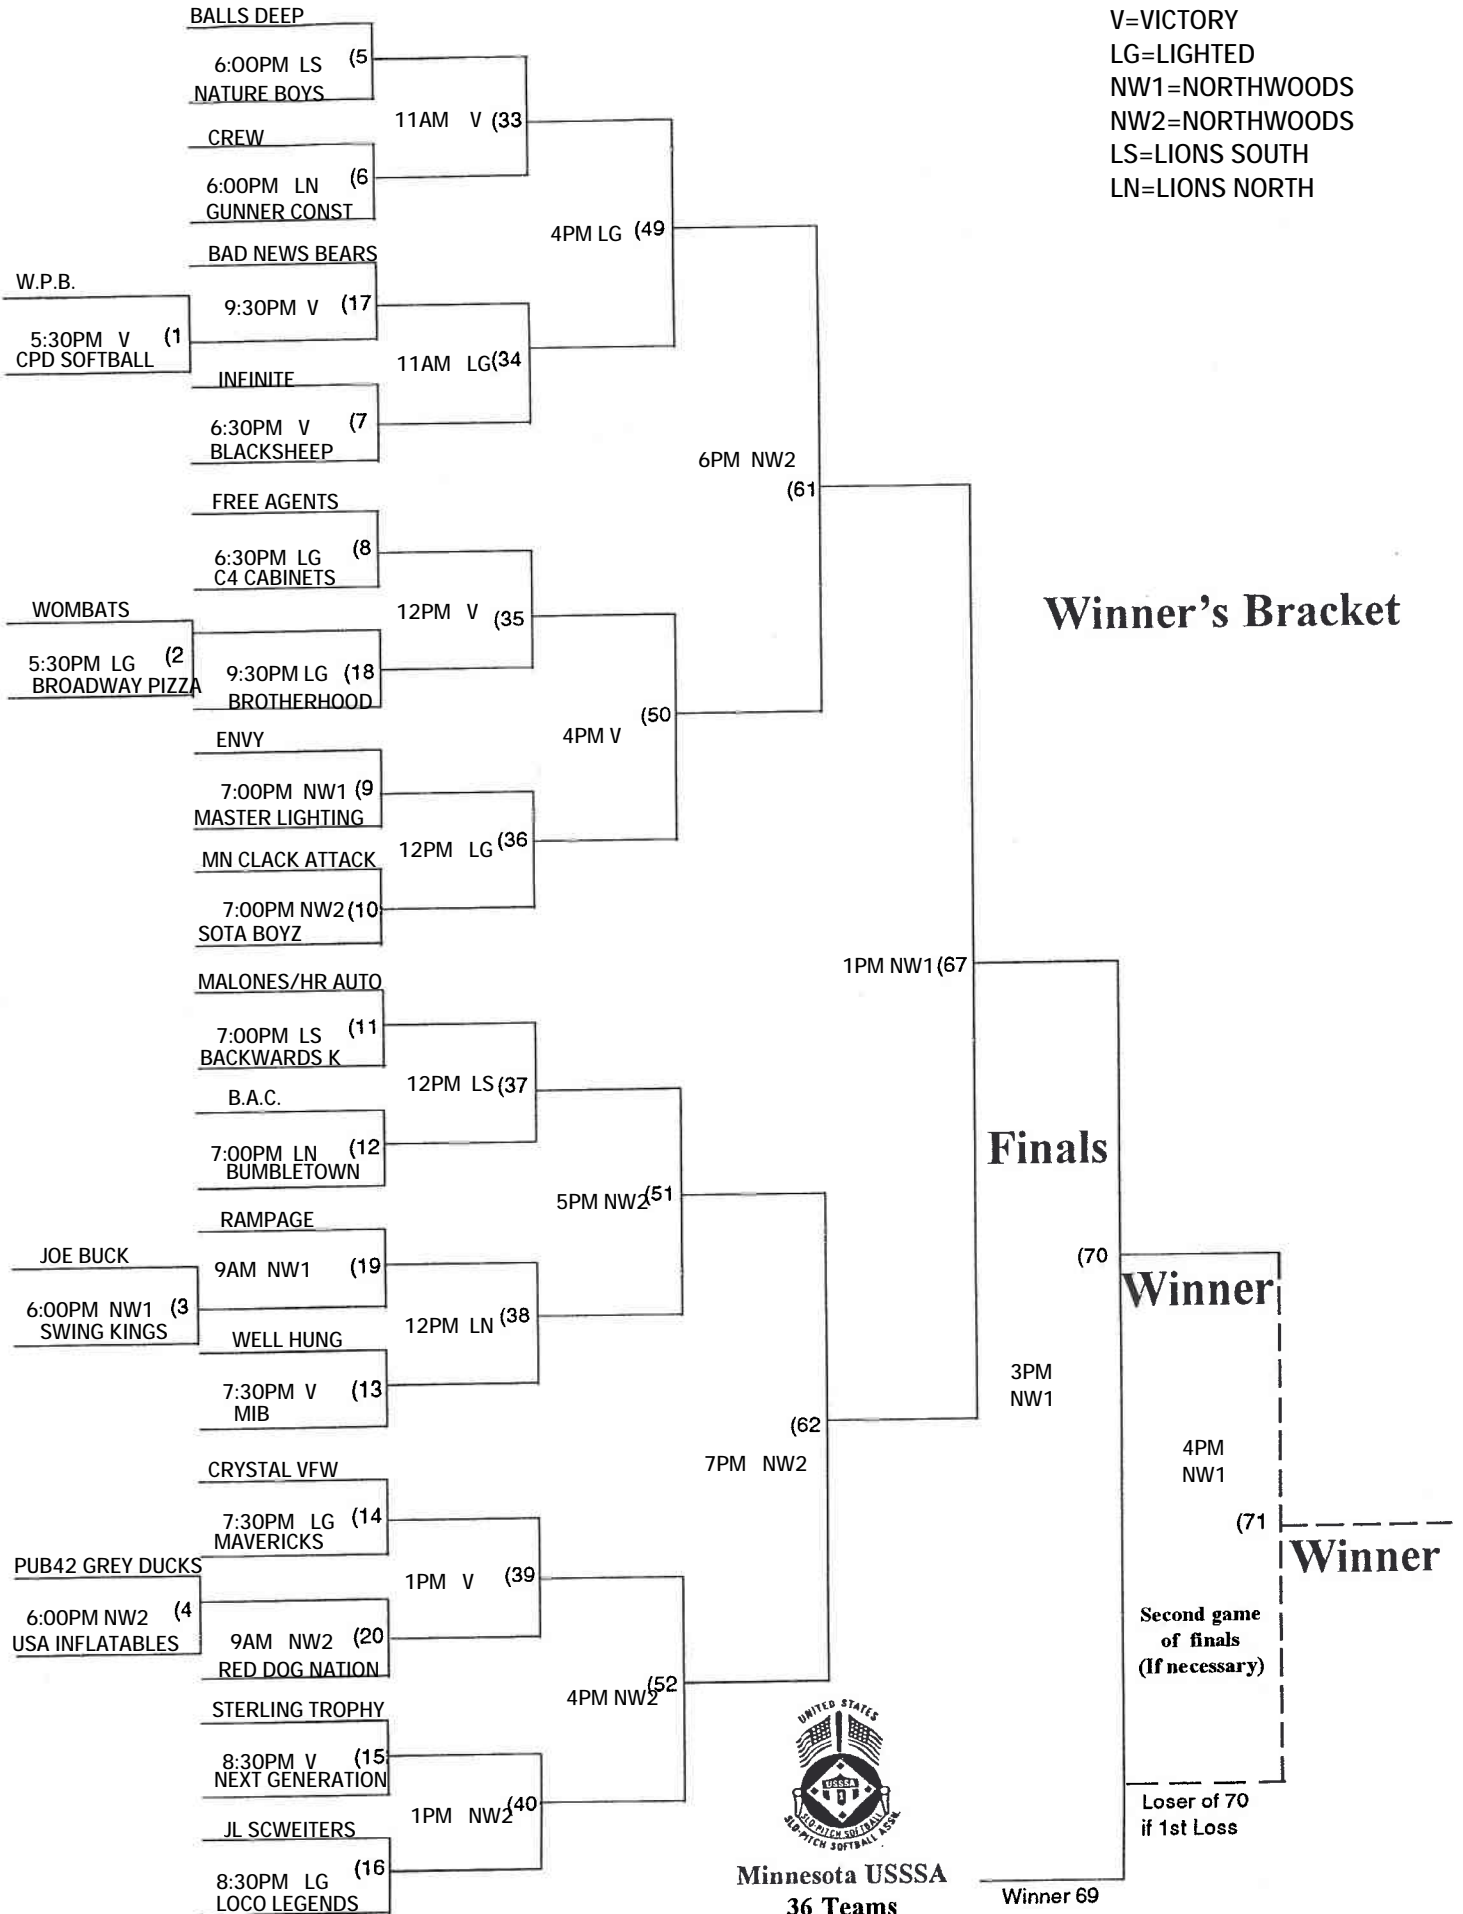 BALLS DEEP
6:00PM LS (5
NATURE BOYS
11AM V (33
CREW
6:00PM LN (6
GUNNER CONST
4PM LG (49
BAD NEWS BEARS
W.P.B.
9:30PM V (17
5:30PM V (1
CPD SOFTBALL
11AM LG(34
INFINITE
6:30PM V (7
BLACKSHEEP
6PM NW2
(61
FREE AGENTS
6:30PM LG (8
C4 CABINETS
WOMBATS
12PM V (35
5:30PM LG (2
BROADWAY PIZZA
9:30PM LG (18
BROTHERHOOD
4PM V (50
ENVY
7:00PM NW1 (9
MASTER LIGHTING
12PM LG (36
MN CLACK ATTACK
7:00PM NW2 (10
SOTA BOYZ
1PM NW1 (67
MALONES/HR AUTO
7:00PM LS (11
BACKWARDS K
12PM LS (37
B.A.C.
7:00PM LN (12
BUMBLETOWN
5PM NW2 (51
RAMPAGE
JOE BUCK
9AM NW1 (19
6:00PM NW1 (3
SWING KINGS
12PM LN (38
WELL HUNG
7:30PM V (13
MIB
(62
7PM NW2
CRYSTAL VFW
7:30PM LG (14
MAVERICKS
PUB42 GREY DUCKS
1PM V (39
6:00PM NW2 (4
USA INFLATABLES
9AM NW2 (20
RED DOG NATION
4PM NW2 (52
STERLING TROPHY
8:30PM V (15
NEXT GENERATION
1PM NW2 (40
JL SCWEITERS
8:30PM LG (16
LOCO LEGENDS
V=VICTORY
LG=LIGHTED
NW1=NORTHWOODS
NW2=NORTHWOODS
LS=LIONS SOUTH
LN=LIONS NORTH
Winner's Bracket
Finals
(70
Winner
3PM
NW1
4PM
NW1
(71
Winner
Second game
of finals
(If necessary)
Loser of 70
if 1st Loss
Winner 69
UNITED STATES
USSSA
SLO-PITCH SOFTBALL
SLO-PITCH SOFTBALL ASSN.
Minnesota USSSA
36 Teams